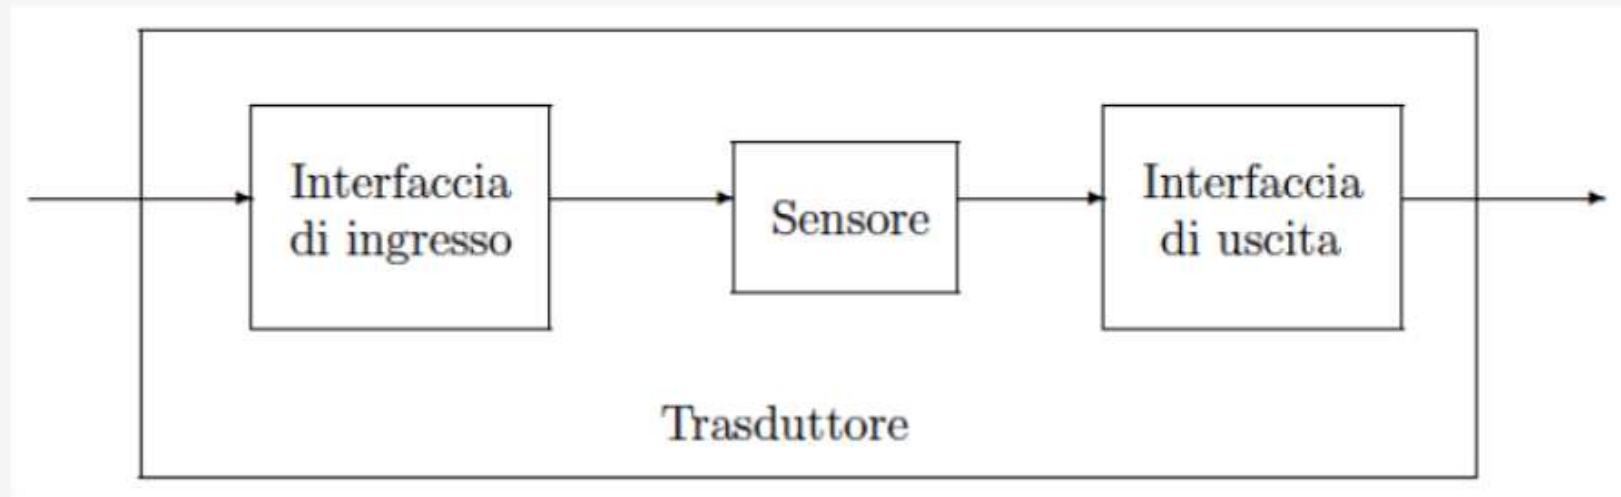 Interfaccia
di ingresso
Sensore
Interfaccia
di uscita
Trasduttore